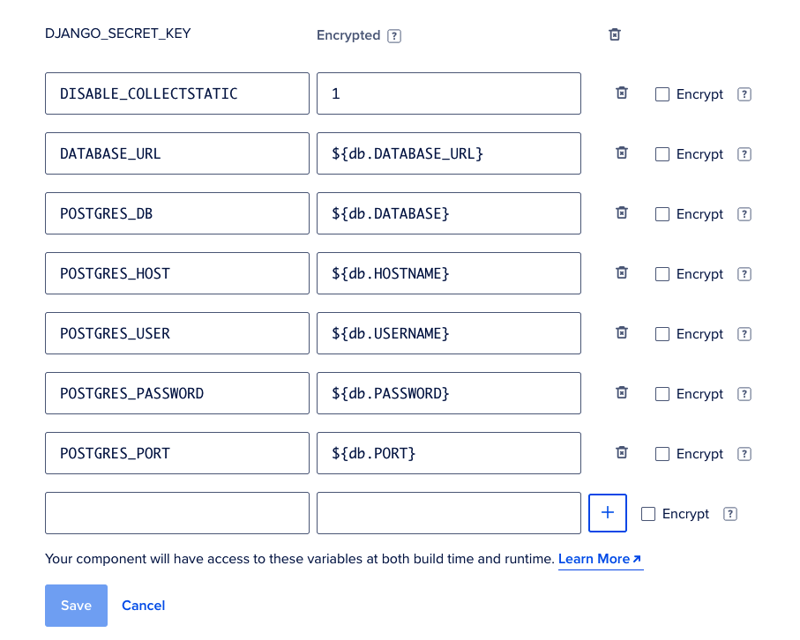 DJANGO_SECRET_KEY Encrypted ?
DISABLE_COLLECTSTATIC 1 Encrypt ?
DATABASE_URL ${db.DATABASE_URL} Encrypt ?
POSTGRES_DB ${db.DATABASE} Encrypt ?
POSTGRES_HOST ${db.HOSTNAME} Encrypt ?
POSTGRES_USER ${db.USERNAME} Encrypt ?
POSTGRES_PASSWORD ${db.PASSWORD} Encrypt ?
POSTGRES_PORT ${db.PORT} Encrypt ?
+ Encrypt ?
Your component will have access to these variables at both build time and runtime. Learn More
Save Cancel